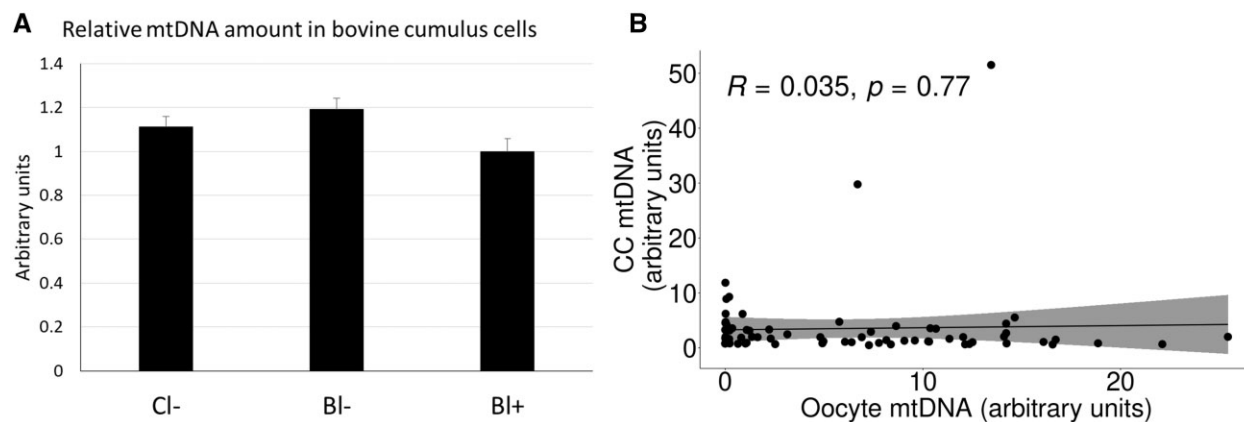 A
Relative mtDNA amount in bovine cumulus cells
Arbitrary units
1.4
1.2
1
0.8
0.6
0.4
0.2
0
Cl-
Bl-
Bl+
B
R = 0.035, p = 0.77
CC mtDNA
(arbitrary units)
50
40
30
20
10
0
0
10
20
Oocyte mtDNA (arbitrary units)